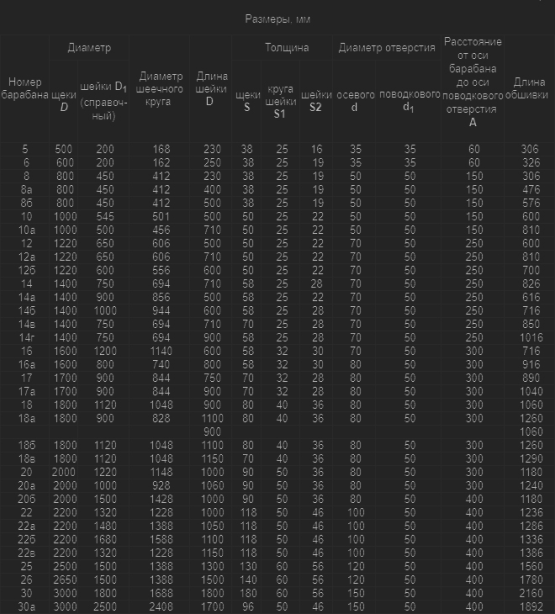 Размеры, мм
Диаметр Толщина Диаметр отверстия Расстояние от оси барабана до оси поводкового отверстия A
Номер барабана щеки D шейки D1 (справоч-ный) Диаметр шеечного круга Длина шейки D щеки S круга шейки S1 шейки S2 осевого d поводкового d1 Длина обшивки
5 500 200 168 230 38 25 16 35 35 60 306
6 600 200 162 250 38 25 19 35 35 60 326
8 800 450 412 230 38 25 19 50 50 150 306
8а 800 450 412 400 38 25 19 50 50 150 476
8б 800 450 412 500 38 25 19 50 50 150 576
10 1000 545 501 500 50 25 22 50 50 150 600
10а 1000 500 456 710 50 25 22 50 50 150 810
12 1220 650 606 500 50 25 22 70 50 250 600
12а 1220 650 606 710 50 25 22 70 50 250 810
12б 1220 600 556 600 50 25 22 70 50 250 700
14 1400 750 694 710 58 25 28 70 50 250 826
14а 1400 900 856 500 58 25 22 70 50 250 616
14б 1400 1000 944 600 58 25 28 70 50 250 716
14в 1400 750 694 710 70 25 28 70 50 250 850
14г 1400 750 694 900 58 25 28 70 50 250 1016
16 1600 1200 1140 600 58 32 30 70 50 300 716
16а 1600 800 740 800 58 32 30 80 50 300 916
17 1700 900 844 750 70 32 28 80 50 300 890
17а 1700 900 844 900 70 32 28 80 50 300 1040
18 1800 1120 1048 900 80 40 36 80 50 300 1060
18а 1800 900 828 1100 80 40 36 80 50 300 1260
900 1060
18б 1800 1120 1048 1100 80 40 36 80 50 300 1260
18в 1800 1120 1048 1150 70 40 36 80 50 300 1290
20 2000 1220 1148 1000 90 50 36 80 50 300 1180
20а 2000 1000 928 1060 90 50 36 80 50 300 1240
20б 2000 1500 1428 1000 90 50 36 80 50 400 1180
22 2200 1320 1228 1000 118 50 46 100 50 400 1236
22а 2200 1480 1388 1050 118 50 46 100 50 400 1286
22б 2200 1680 1588 1100 118 50 46 100 50 400 1336
22в 2200 1320 1228 1150 118 50 46 100 50 400 1386
25 2500 1500 1388 1300 130 60 56 120 50 400 1560
26 2650 1500 1388 1500 140 60 56 120 50 400 1780
30 3000 1800 1688 1800 180 60 56 150 50 400 2160
30а 3000 2500 2408 1700 96 50 46 150 50 400 1892